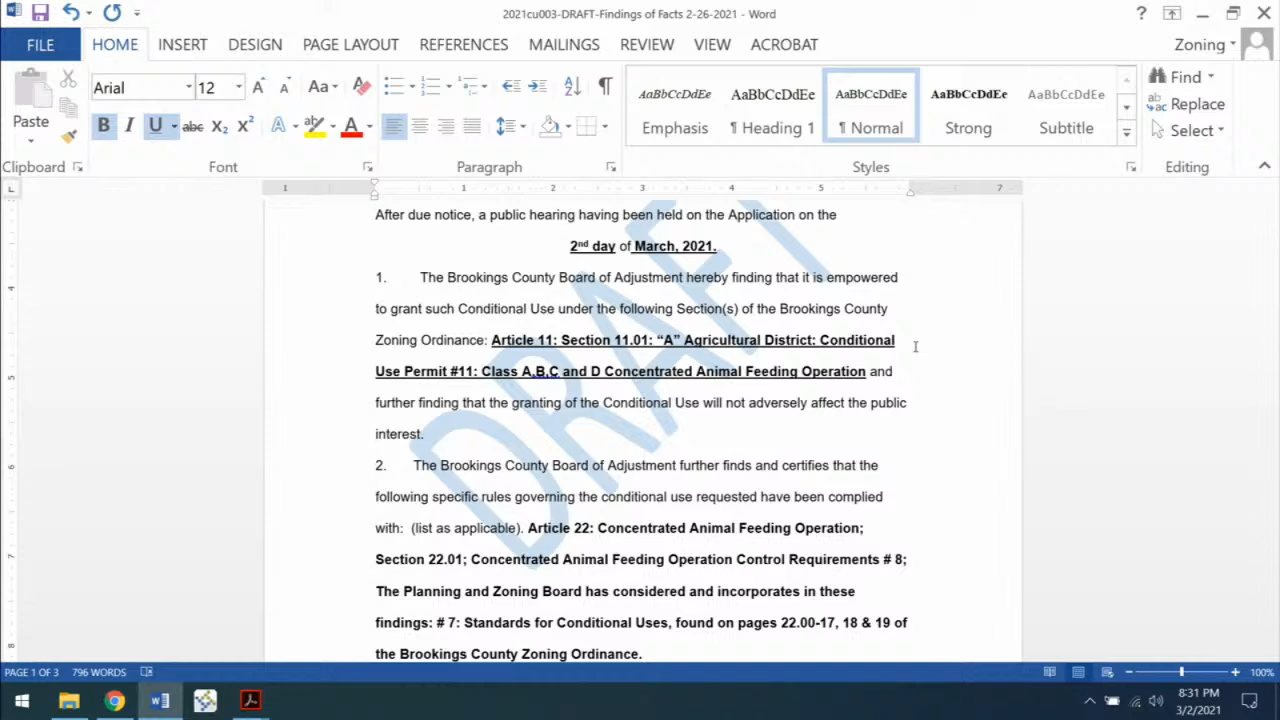 2021cu003-DRAFT-Findings of Facts 2-26-2021 - Word
FILE HOME INSERT DESIGN PAGE LAYOUT REFERENCES MAILINGS REVIEW VIEW ACROBAT Zoning
Paste
Arial 12
AaBbCcDdEe AaBbCcDdEe AaBbCcDdEe AaBbCcDdEe AaBbCcDdEe
Emphasis ¶ Heading 1 ¶ Normal Strong Subtitle
Find
Replace
Select
Clipboard Font Paragraph Styles Editing
1 1 2 3 4 5 7
After due notice, a public hearing having been held on the Application on the
2nd day of March, 2021.
1. The Brookings County Board of Adjustment hereby finding that it is empowered
to grant such Conditional Use under the following Section(s) of the Brookings County
Zoning Ordinance: Article 11: Section 11.01: “A” Agricultural District: Conditional
Use Permit #11: Class A,B,C and D Concentrated Animal Feeding Operation and
further finding that the granting of the Conditional Use will not adversely affect the public
interest.
2. The Brookings County Board of Adjustment further finds and certifies that the
following specific rules governing the conditional use requested have been complied
with: (list as applicable). Article 22: Concentrated Animal Feeding Operation;
Section 22.01; Concentrated Animal Feeding Operation Control Requirements # 8;
The Planning and Zoning Board has considered and incorporates in these
findings: # 7: Standards for Conditional Uses, found on pages 22.00-17, 18 & 19 of
the Brookings County Zoning Ordinance.
DRAFT
PAGE 1 OF 3 796 WORDS 100%
8:31 PM
3/2/2021